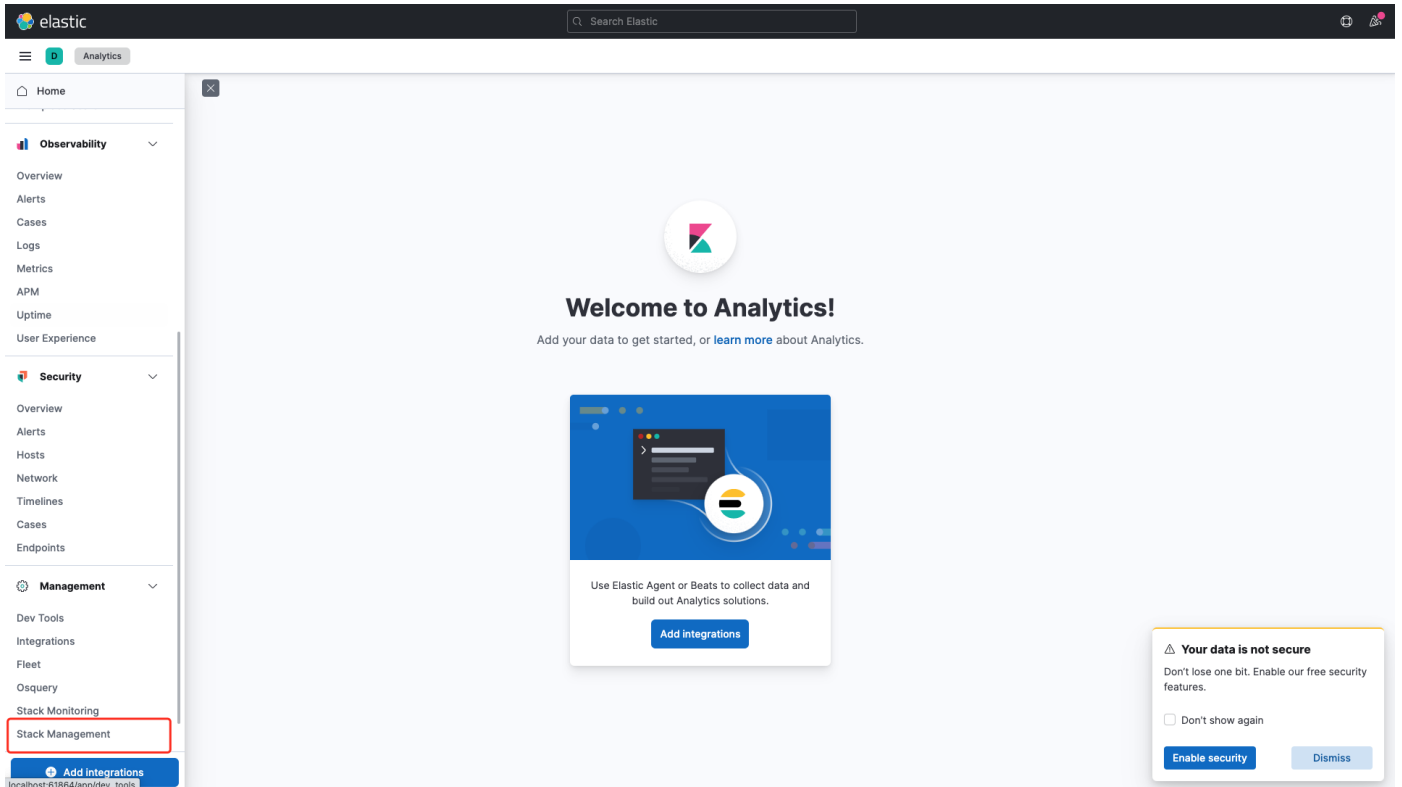 elastic
Search Elastic
D
Analytics
Home
Observability
Overview
Alerts
Cases
Logs
Metrics
APM
Uptime
User Experience
Security
Overview
Alerts
Hosts
Network
Timelines
Cases
Endpoints
Management
Dev Tools
Integrations
Fleet
Osquery
Stack Monitoring
Stack Management
Add integrations
localhost:61864/app/dev_tools
Welcome to Analytics!
Add your data to get started, or learn more about Analytics.
Use Elastic Agent or Beats to collect data and
build out Analytics solutions.
Add integrations
Your data is not secure
Don't lose one bit. Enable our free security
features.
Don't show again
Enable security
Dismiss